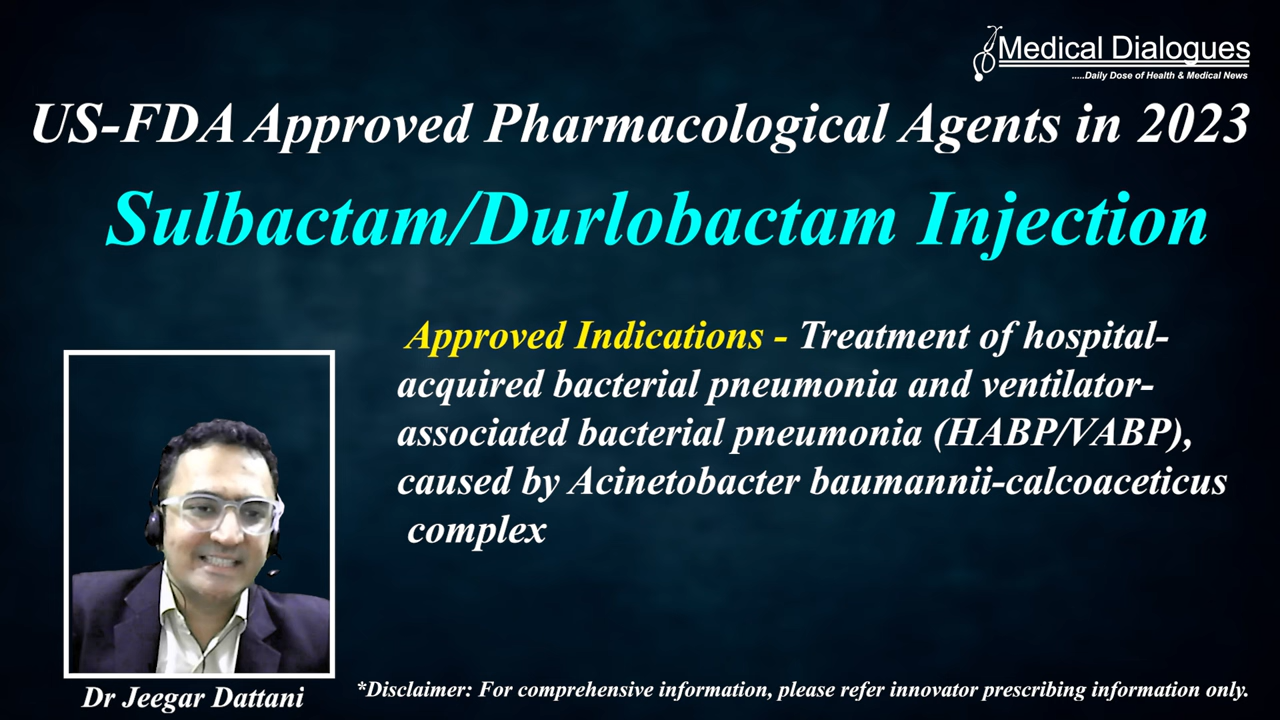 Medical Dialogues
.....Daily Dose of Health & Medical News
US-FDA Approved Pharmacological Agents in 2023
Sulbactam/Durlobactam Injection
Approved Indications - Treatment of hospital-
acquired bacterial pneumonia and ventilator-
associated bacterial pneumonia (HABP/VABP),
caused by Acinetobacter baumannii-calcoaceticus
complex
Dr Jeegar Dattani
*Disclaimer: For comprehensive information, please refer innovator prescribing information only.